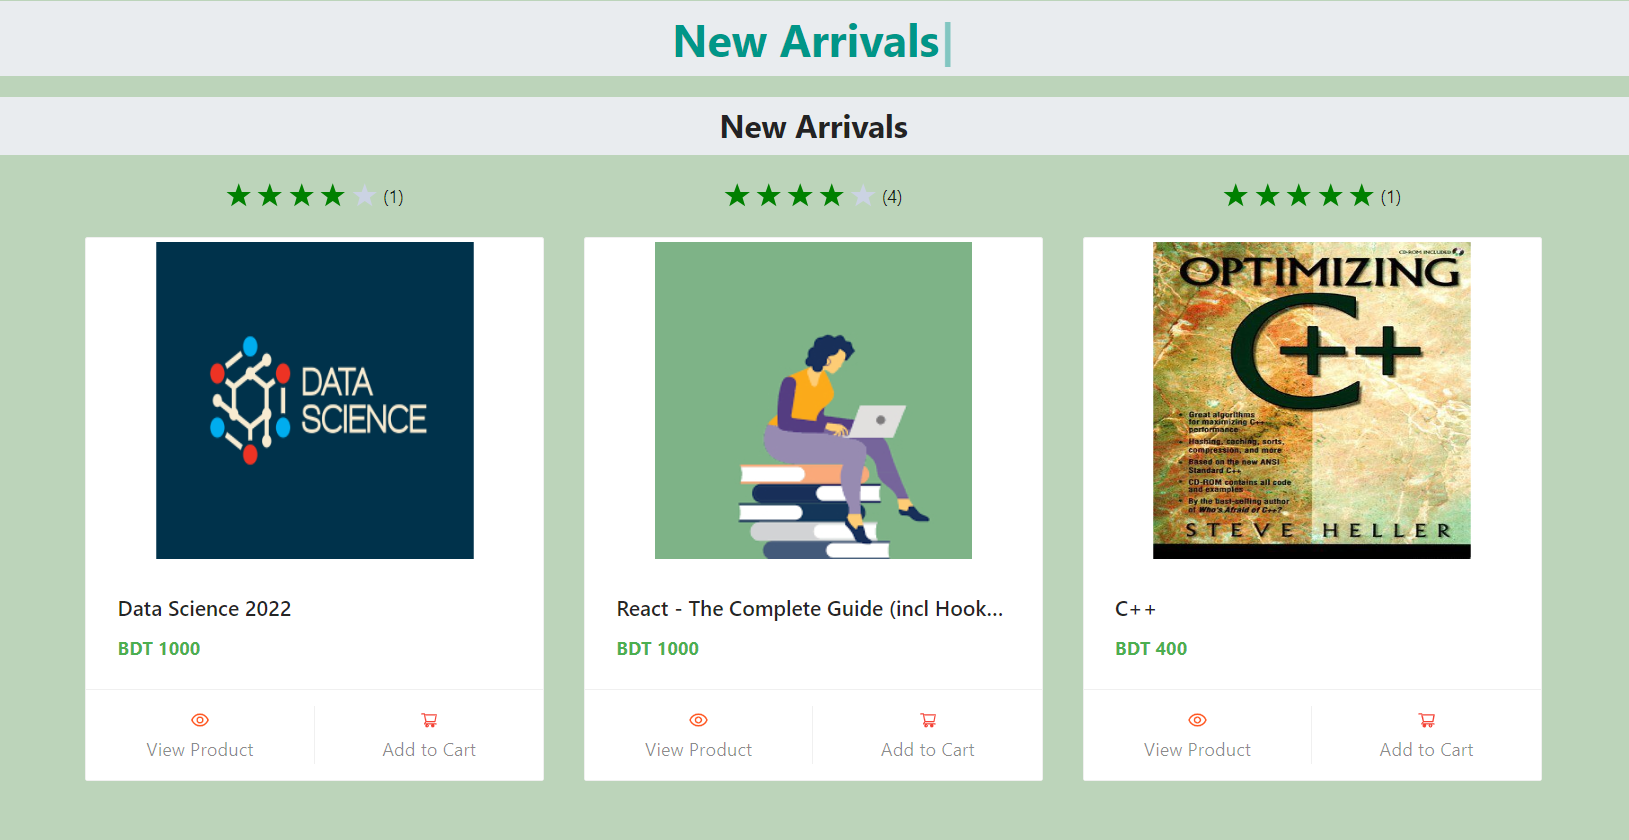 New Arrivals
New Arrivals
(1)
(4)
(1)
DATA
SCIENCE
CD-ROM INCLUDED
OPTIMIZING
C++
• Great algorithms
for maximizing C++
performance
• Hashing, caching, sorts,
compression, and more
• Based on the new ANSI
Standard C++
• CD-ROM contains all code
and examples
• By the best-selling author
of Who's Afraid of C++?
STEVE HELLER
Data Science 2022
BDT 1000
React - The Complete Guide (incl Hook...
BDT 1000
C++
BDT 400
View Product
Add to Cart
View Product
Add to Cart
View Product
Add to Cart